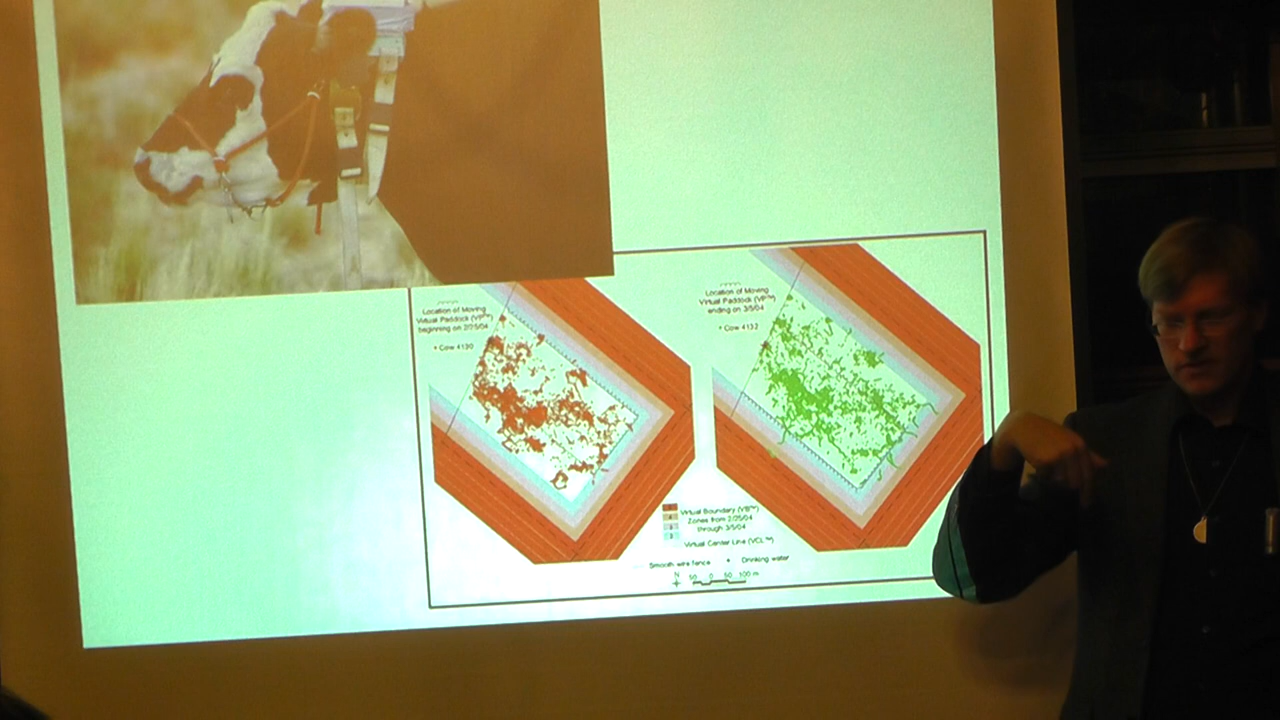 Location of Moving
Virtual Paddock (VP™)
beginning on 2/25/04
• Cow 4130
Location of Moving
Virtual Paddock (VP™)
ending on 3/5/04
• Cow 4132
Virtual Boundary (VB™)
Zones from 2/25/04
through 3/5/04
Virtual Center Line (VCL™)
Smooth wire fence
Drinking water
N
50 0 50 100 m